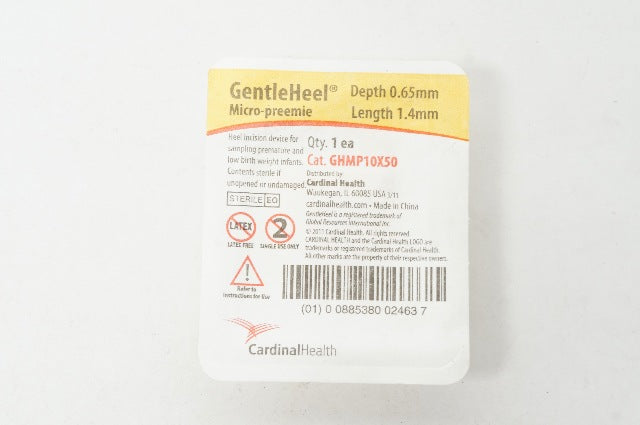 GentleHeel®
Micro-preemie
Depth 0.65mm
Length 1.4mm
Heel incision device for
sampling premature and
low birth weight infants.
Contents sterile if
unopened or undamaged.
STERILE EO
LATEX
LATEX FREE
2
SINGLE USE ONLY
!
Refer to
Instructions for Use
Qty. 1 ea
Cat. GHMP10X50
Distributed by
Cardinal Health
Waukegan, IL 60085 USA 3/11
cardinalhealth.com • Made in China
GentleHeel is a registered trademark of
Global Resources International Inc.
© 2011 Cardinal Health. All rights reserved.
CARDINAL HEALTH and the Cardinal Health LOGO are
trademarks or registered trademarks of Cardinal Health.
All other marks are the property of their respective owners.
(01) 0 0885380 02463 7
CardinalHealth